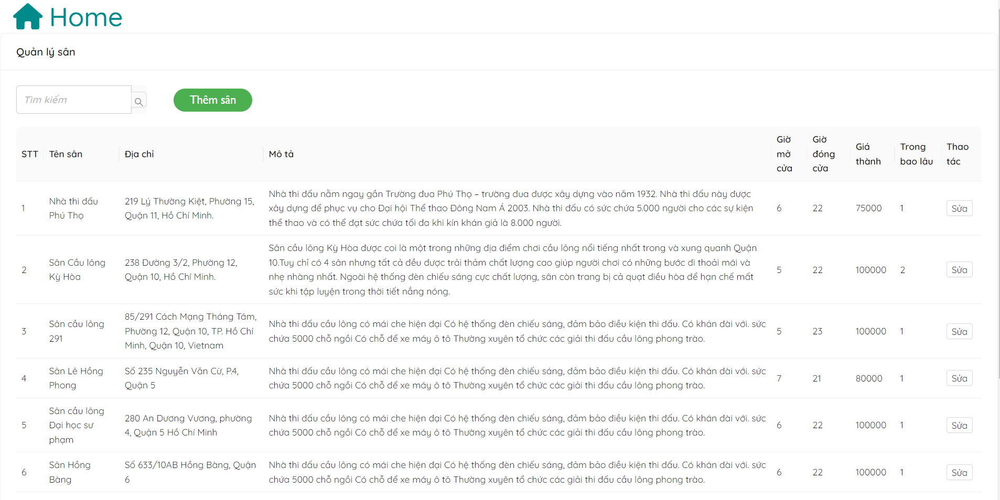 Home
Quản lý sân
Tìm kiếm
Thêm sân
STT
Tên sân
Địa chỉ
Mô tả
Giờ
mở
cửa
Giờ
đóng
cửa
Giá
thành
Trong
bao lâu
Thao
tác
1
Nhà thi đấu
Phú Thọ
219 Lý Thường Kiệt, Phường 15,
Quận 11, Hồ Chí Minh.
Nhà thi đấu nằm ngay gần Trường đua Phú Thọ – trường đua được xây dựng vào năm 1932. Nhà thi đấu này được
xây dựng để phục vụ cho Đại hội Thể thao Đông Nam Á 2003. Nhà thi đấu có sức chứa 5.000 người cho các sự kiện
thể thao và có thể đạt sức chứa tối đa khi kín khán giả là 8.000 người.
6
22
75000
1
Sửa
2
Sân Cầu lông
Kỳ Hòa
238 Đường 3/2, Phường 12,
Quận 10, Hồ Chí Minh.
Sân cầu lông Kỳ Hòa được coi là một trong những địa điểm chơi cầu lông nổi tiếng nhất trong và xung quanh Quận
10.Tuy chỉ có 4 sân nhưng tất cả đều được trải thảm chất lượng cao giúp người chơi có những bước di thoải mái và
nhẹ nhàng nhất. Ngoài hệ thống đèn chiếu sáng cực chất lượng, sân còn trang bị cả quạt điều hòa để hạn chế mất
sức khi tập luyện trong thời tiết nắng nóng.
5
22
100000
2
Sửa
3
Sân cầu lông
291
85/291 Cách Mạng Tháng Tám,
Phường 12, Quận 10, TP. Hồ Chí
Minh, Quận 10, Vietnam
Nhà thi đấu cầu lông có mái che hiện đại Có hệ thống đèn chiếu sáng, đảm bảo điều kiện thi đấu. Có khán đài với. sức
chứa 5000 chỗ ngồi Có chỗ để xe máy ô tô Thường xuyên tổ chức các giải thi đấu cầu lông phong trào.
5
23
100000
1
Sửa
4
Sân Lê Hồng
Phong
Số 235 Nguyễn Văn Cừ, P.4,
Quận 5
Nhà thi đấu cầu lông có mái che hiện đại Có hệ thống đèn chiếu sáng, đảm bảo điều kiện thi đấu. Có khán đài với. sức
chứa 5000 chỗ ngồi Có chỗ để xe máy ô tô Thường xuyên tổ chức các giải thi đấu cầu lông phong trào.
7
21
80000
1
Sửa
5
Sân cầu lông
Đại học sư
phạm
280 An Dương Vương, phường
4, Quận 5 Hồ Chí Minh
Nhà thi đấu cầu lông có mái che hiện đại Có hệ thống đèn chiếu sáng, đảm bảo điều kiện thi đấu. Có khán đài với. sức
chứa 5000 chỗ ngồi Có chỗ để xe máy ô tô Thường xuyên tổ chức các giải thi đấu cầu lông phong trào.
6
22
100000
1
Sửa
6
Sân Hồng
Bàng
Số 633/10AB Hồng Bàng, Quận
6
Nhà thi đấu cầu lông có mái che hiện đại Có hệ thống đèn chiếu sáng, đảm bảo điều kiện thi đấu. Có khán đài với. sức
chứa 5000 chỗ ngồi Có chỗ để xe máy ô tô Thường xuyên tổ chức các giải thi đấu cầu lông phong trào.
6
22
100000
1
Sửa